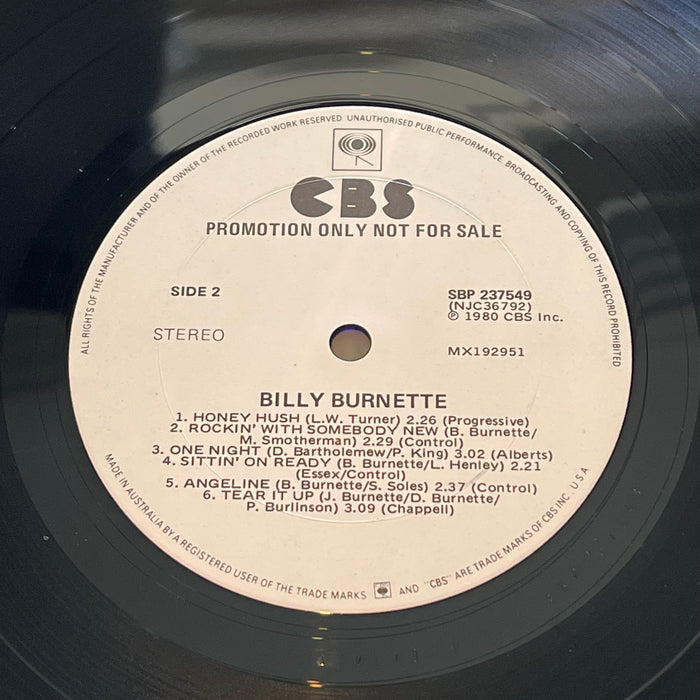 ALL RIGHTS OF THE MANUFACTURER AND OF THE OWNER OF THE RECORDED WORK RESERVED UNAUTHORISED PUBLIC PERFORMANCE BROADCASTING AND COPYING OF THIS RECORD PROHIBITED
CBS
PROMOTION ONLY NOT FOR SALE
SIDE 2
SBP 237549
(NJC36792)
℗ 1980 CBS Inc.
STEREO
MX192951
BILLY BURNETTE
1. HONEY HUSH (L.W. Turner) 2.26 (Progressive)
2. ROCKIN' WITH SOMEBODY NEW (B. Burnette/
M. Smotherman) 2.29 (Control)
3. ONE NIGHT (D. Bartholemew/P. King) 3.02 (Alberts)
4. SITTIN' ON READY (B. Burnette/L. Henley) 2.21
(Essex/Control)
5. ANGELINE (B. Burnette/S. Soles) 2.37 (Control)
6. TEAR IT UP (J. Burnette/D. Burnette/
P. Burlinson) 3.09 (Chappell)
MADE IN AUSTRALIA BY A REGISTERED USER OF THE TRADE MARKS AND "CBS" ARE TRADE MARKS OF CBS INC. U S A